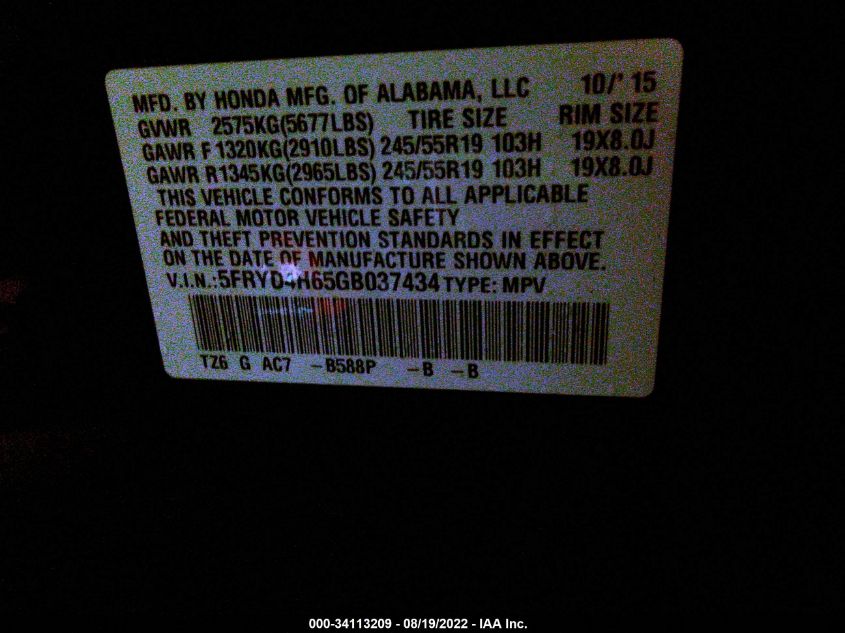 MFD. BY HONDA MFG. OF ALABAMA, LLC 10/' 15
GVWR 2575KG(5677LBS) TIRE SIZE RIM SIZE
GAWR F 1320KG(2910LBS) 245/55R19 103H 19X8.0J
GAWR R1345KG(2965LBS) 245/55R19 103H 19X8.0J
THIS VEHICLE CONFORMS TO ALL APPLICABLE
FEDERAL MOTOR VEHICLE SAFETY
AND THEFT PREVENTION STANDARDS IN EFFECT
ON THE DATE OF MANUFACTURE SHOWN ABOVE.
V.I.N.:5FRYD4H65GB037434 TYPE: MPV
TZ6 G AC7 -B588P -B -B
000-34113209 - 08/19/2022 - IAA Inc.